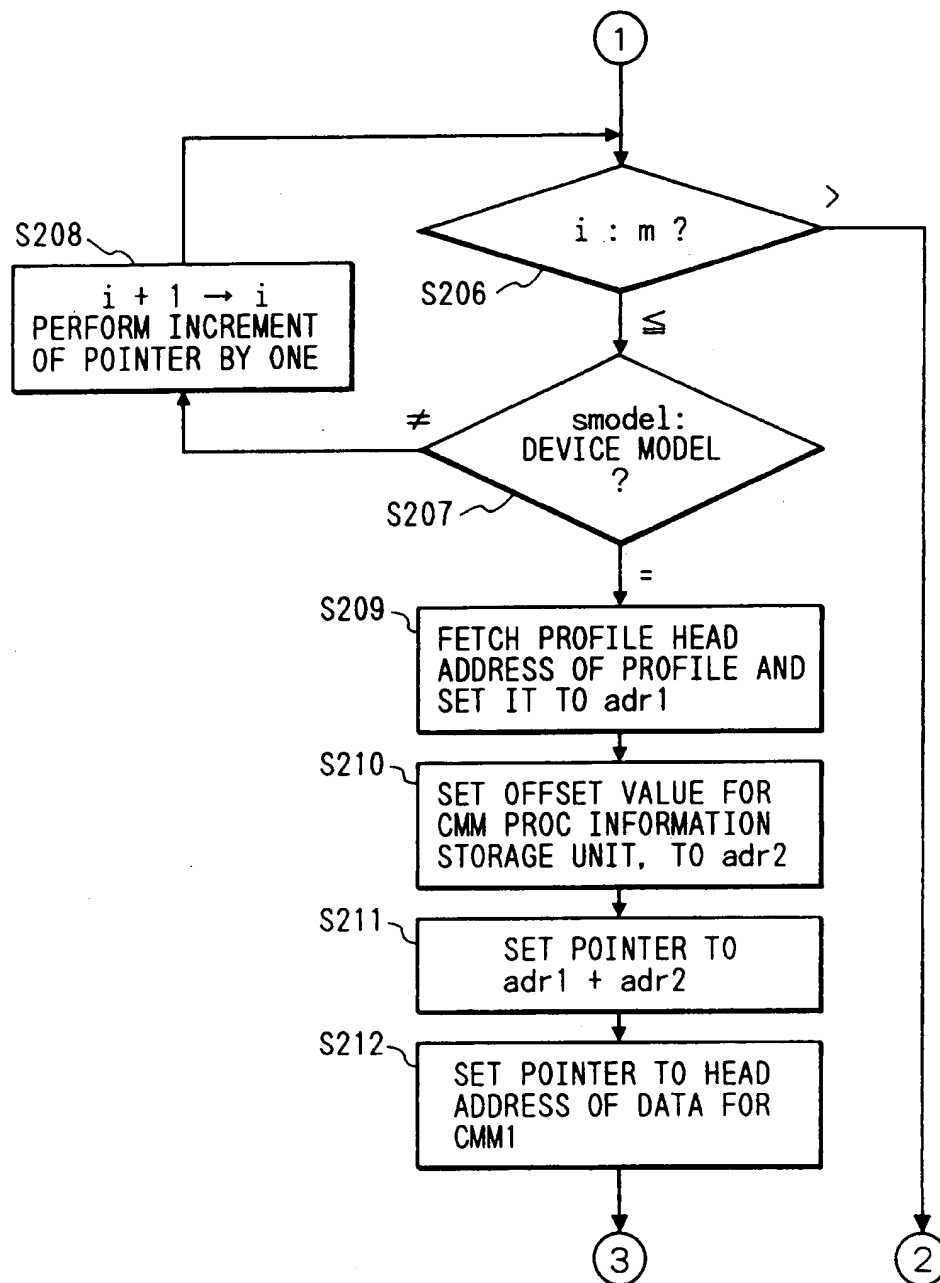 1
>
i : m ?
S206
S208
i + 1 → i
PERFORM INCREMENT
OF POINTER BY ONE
≦
≠
smodel:
DEVICE MODEL
?
S207
=
S209
FETCH PROFILE HEAD
ADDRESS OF PROFILE AND
SET IT TO adr1
S210
SET OFFSET VALUE FOR
CMM PROC INFORMATION
STORAGE UNIT, TO adr2
S211
SET POINTER TO
adr1 + adr2
S212
SET POINTER TO HEAD
ADDRESS OF DATA FOR
CMM1
3
2